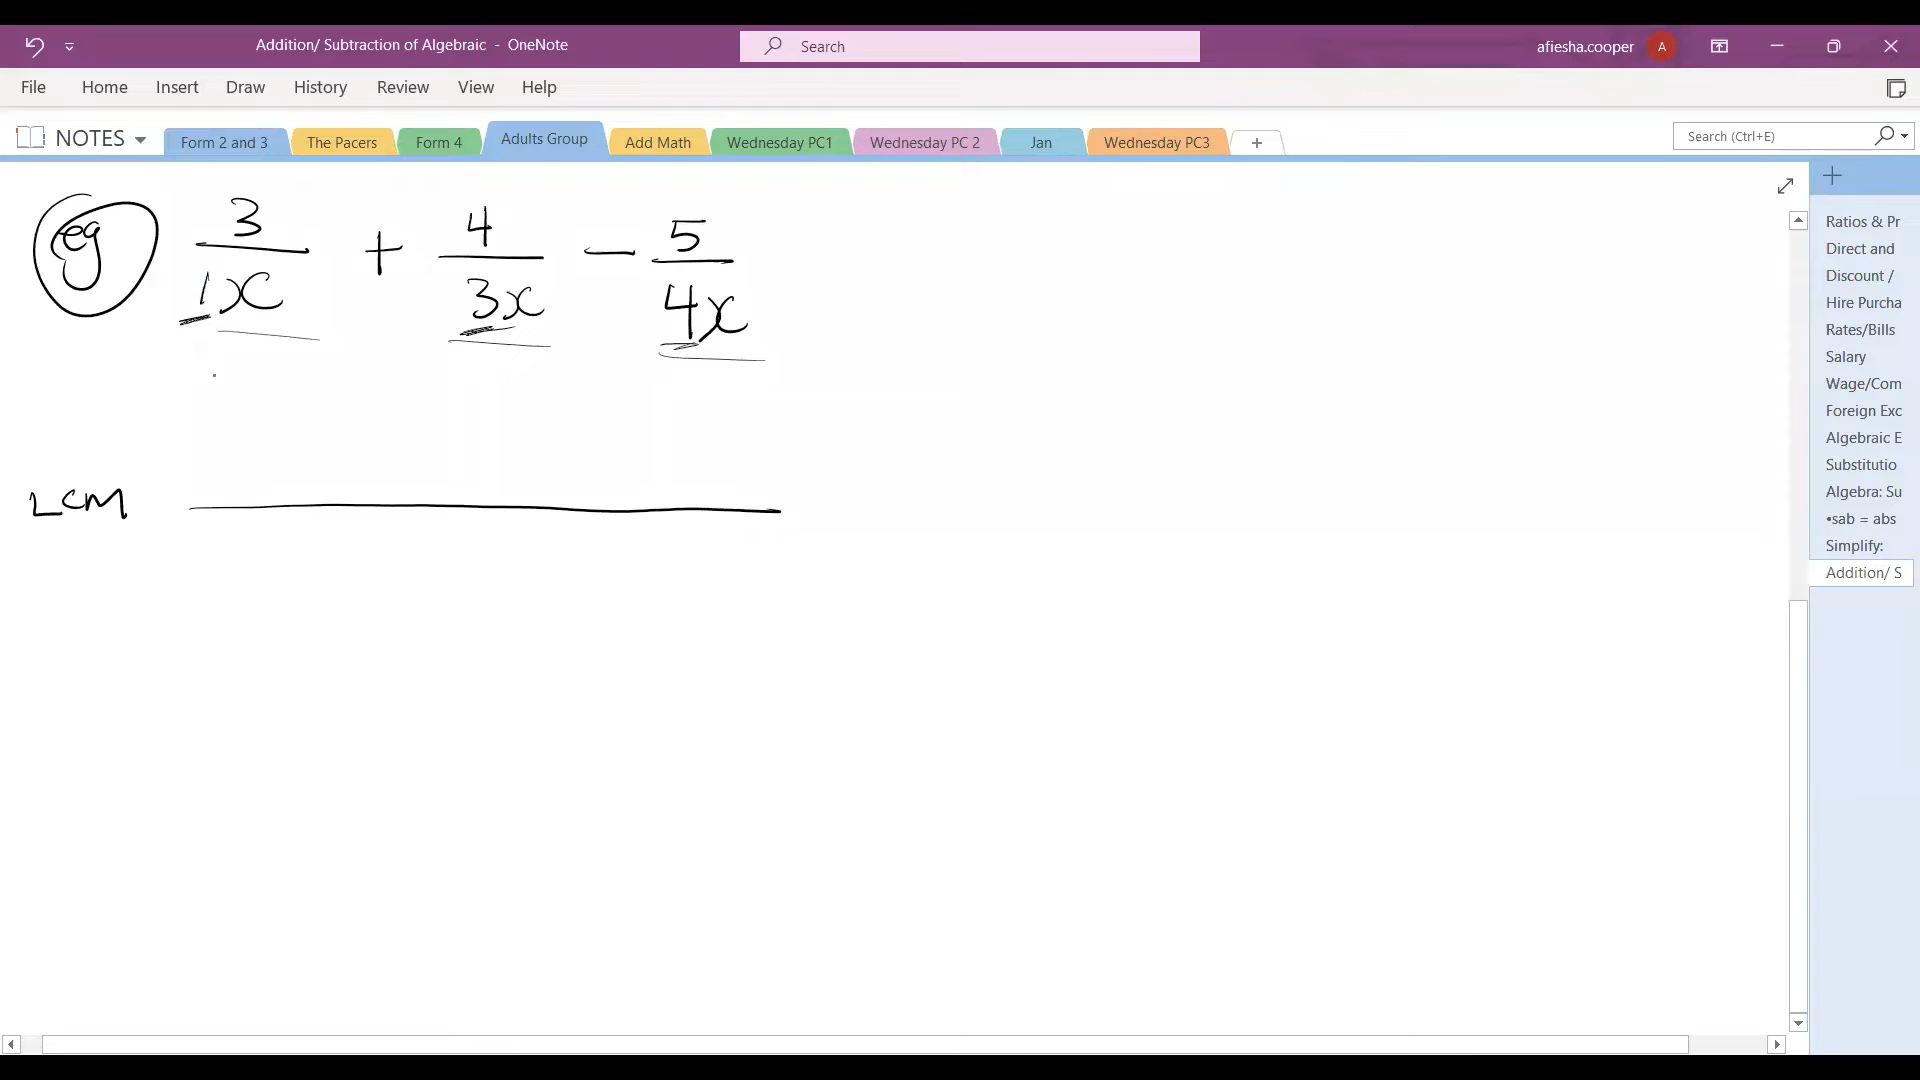 Addition/ Subtraction of Algebraic - OneNote
Search
afiesha.cooper A
File Home Insert Draw History Review View Help
NOTES Form 2 and 3 The Pacers Form 4 Adults Group Add Math Wednesday PC1 Wednesday PC 2 Jan Wednesday PC3 +
Search (Ctrl+E)
eg 3/1x + 4/3x - 5/4x
LCM
Ratios & Pr
Direct and
Discount /
Hire Purcha
Rates/Bills
Salary
Wage/Com
Foreign Exc
Algebraic E
Substitutio
Algebra: Su
•sab = abs
Simplify:
Addition/ S